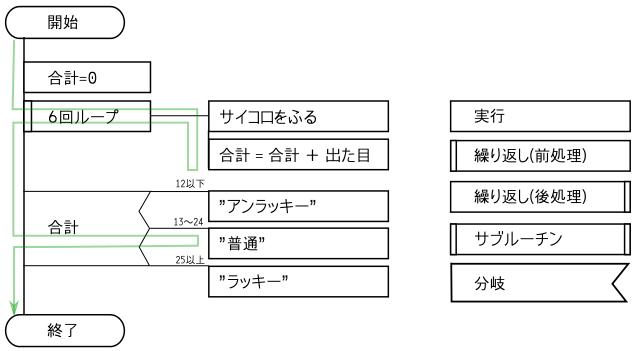 開始
合計=0
6回ループ
サイコロをふる
合計 = 合計 + 出た目
12以下
"アンラッキー"
合計
13〜24
"普通"
25以上
"ラッキー"
終了
実行
繰り返し(前処理)
繰り返し(後処理)
サブルーチン
分岐